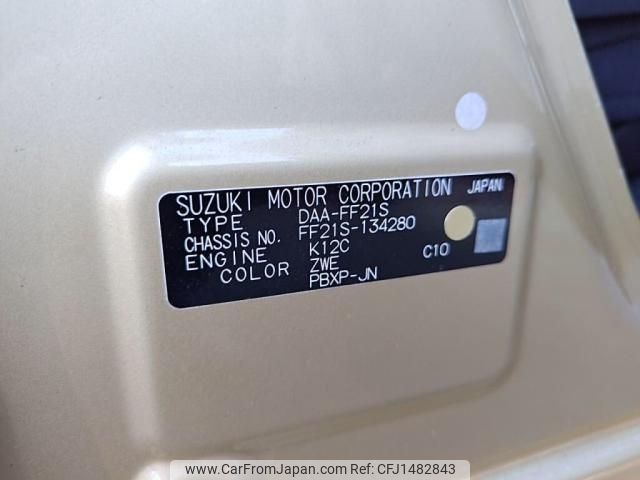 SUZUKI MOTOR CORPORATION JAPAN
TYPE DAA-FF21S
CHASSIS NO. FF21S-134280
ENGINE K12C
COLOR ZWE C10
PBXP-JN
www.CarFromJapan.com - Photo: CFJ1482843